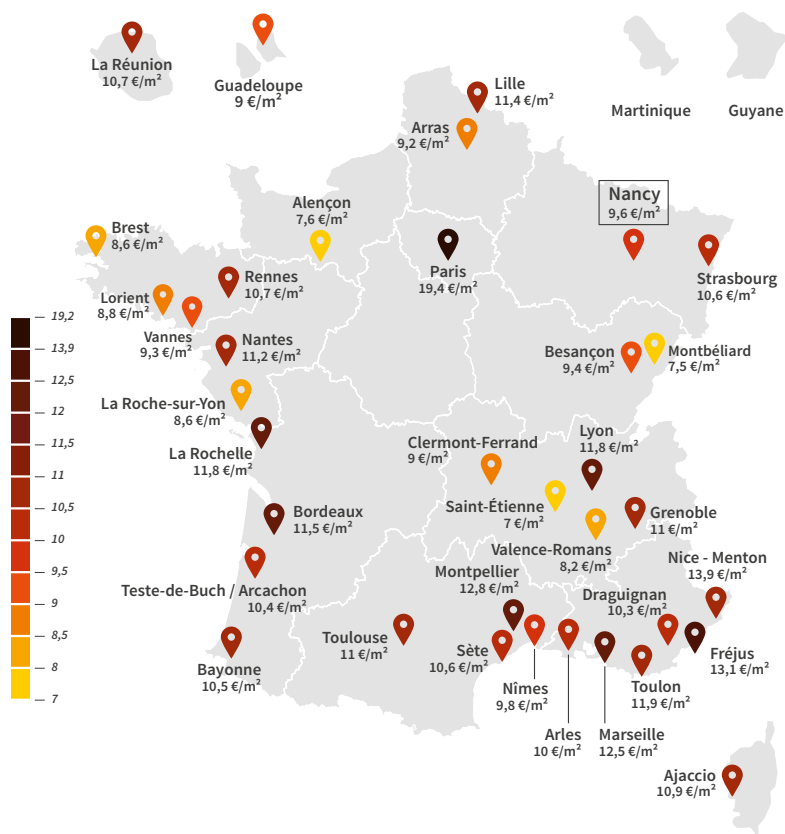 La Réunion
10,7 €/m²
Guadeloupe
9 €/m²
Martinique
Guyane
Lille
11,4 €/m²
Arras
9,2 €/m²
Nancy
9,6 €/m²
Alençon
7,6 €/m²
Brest
8,6 €/m²
Paris
19,4 €/m²
Strasbourg
10,6 €/m²
Rennes
10,7 €/m²
Lorient
8,8 €/m²
Vannes
9,3 €/m²
Nantes
11,2 €/m²
Besançon
9,4 €/m²
Montbéliard
7,5 €/m²
19,2
13,9
12,5
12
11,5
11
10,5
10
9,5
9
8,5
8
7
La Roche-sur-Yon
8,6 €/m²
La Rochelle
11,8 €/m²
Clermont-Ferrand
9 €/m²
Lyon
11,8 €/m²
Saint-Étienne
7 €/m²
Bordeaux
11,5 €/m²
Grenoble
11 €/m²
Valence-Romans
8,2 €/m²
Teste-de-Buch / Arcachon
10,4 €/m²
Montpellier
12,8 €/m²
Nice - Menton
13,9 €/m²
Draguignan
10,3 €/m²
Bayonne
10,5 €/m²
Toulouse
11 €/m²
Sète
10,6 €/m²
Fréjus
13,1 €/m²
Nîmes
9,8 €/m²
Toulon
11,9 €/m²
Arles
10 €/m²
Marseille
12,5 €/m²
Ajaccio
10,9 €/m²